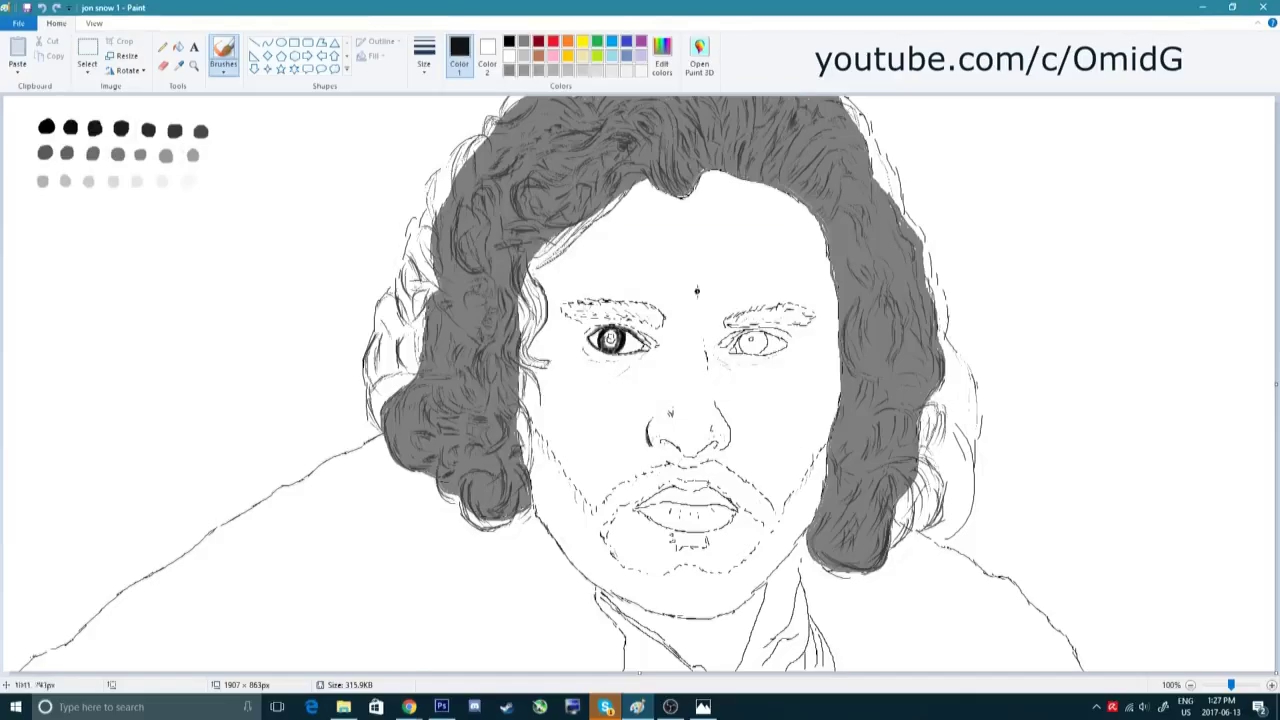 jon snow 1 - Paint
File
Home
View
Paste
Cut
Copy
Clipboard
Select
Crop
Resize
Rotate
Image
Tools
Brushes
Shapes
Outline
Fill
Size
Color 1
Color 2
Edit colors
Colors
Open Paint 3D
youtube.com/c/OmidG
1907 × 863px
Size: 315.9KB
100%
Type here to search
ENG
US
1:27 PM
2017-06-13